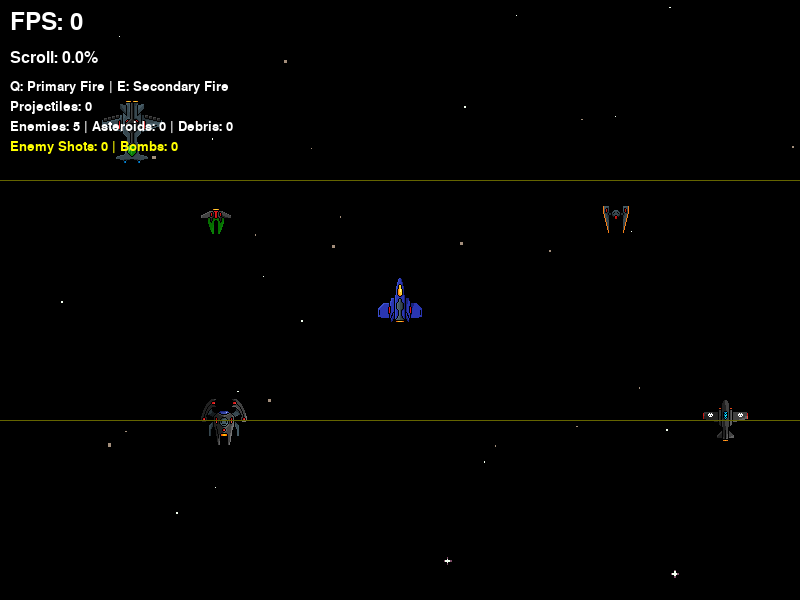 FPS: 0
Scroll: 0.0%
Q: Primary Fire | E: Secondary Fire
Projectiles: 0
Enemies: 5 | Asteroids: 0 | Debris: 0
Enemy Shots: 0 | Bombs: 0